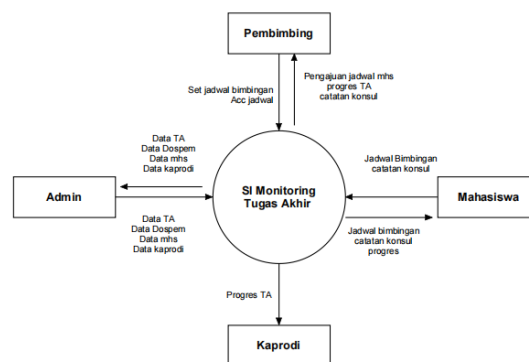 Pembimbing
Set jadwal bimbingan
Acc jadwal
Pengajuan jadwal mhs
progres TA
catatan konsul
Data TA
Data Dospem
Data mhs
Data kaprodi
Admin
Data TA
Data Dospem
Data mhs
Data kaprodi
SI Monitoring
Tugas Akhir
Jadwal Bimbingan
catatan konsul
Mahasiswa
Jadwal bimbingan
catatan konsul
progres
Progres TA
Kaprodi